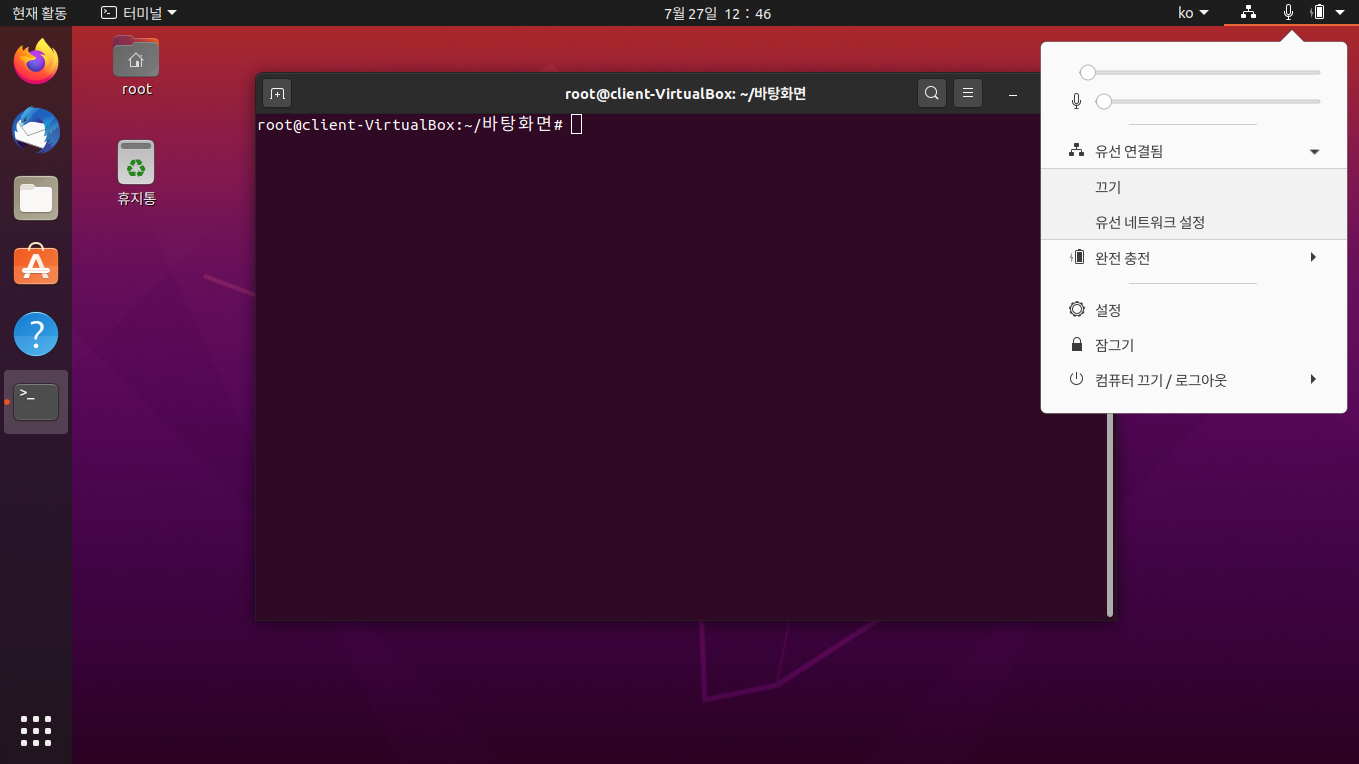 현재 활동
터미널
7월 27일 12 : 46
ko
root
휴지통
root@client-VirtualBox: ~/바탕화면
root@client-VirtualBox:~/바탕화면#
유선 연결됨
끄기
유선 네트워크 설정
완전 충전
설정
잠그기
컴퓨터 끄기 / 로그아웃